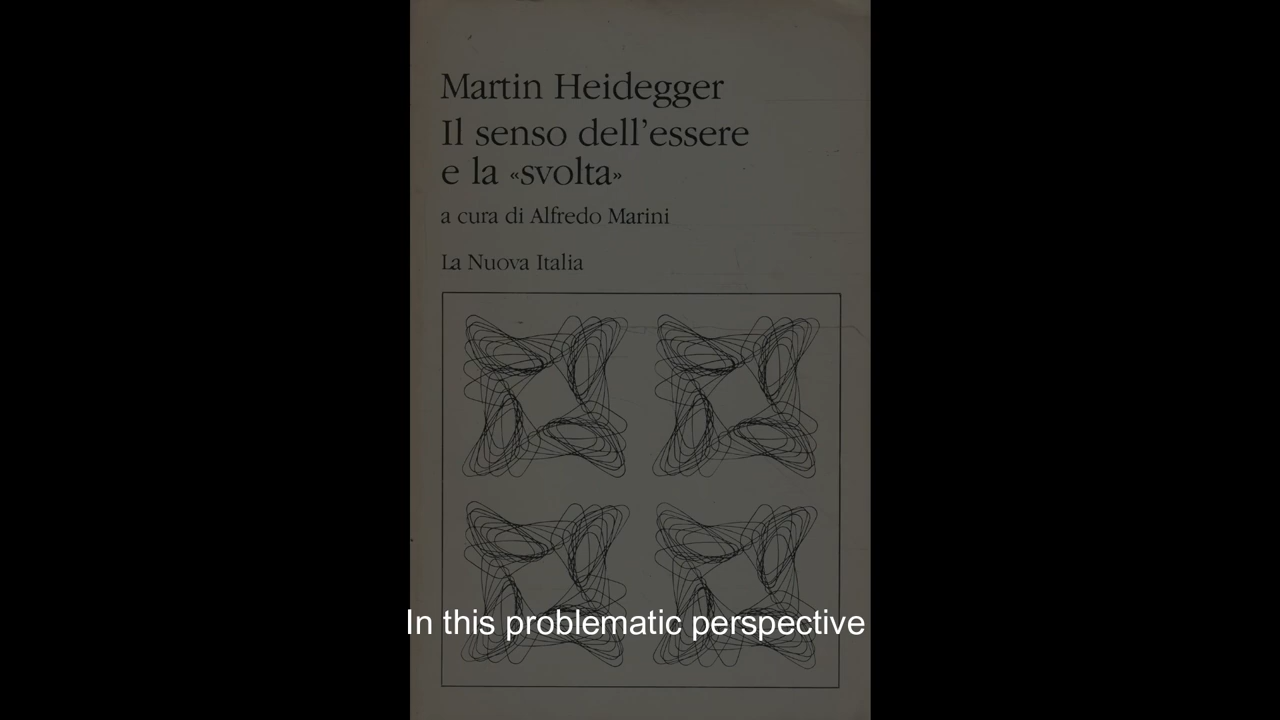 Martin Heidegger
Il senso dell'essere
e la «svolta»
a cura di Alfredo Marini
La Nuova Italia
In this problematic perspective